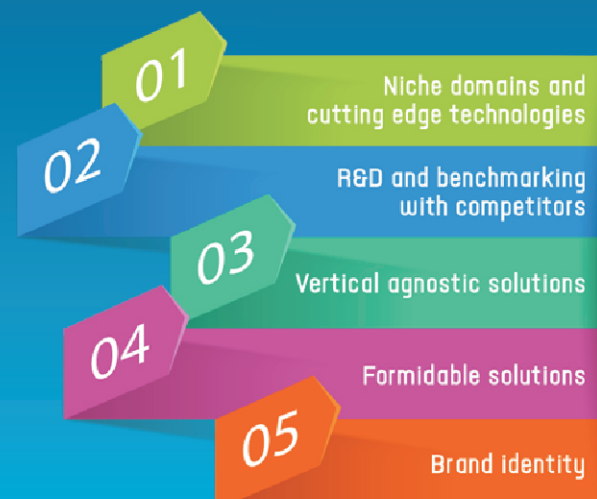 01
Niche domains and
cutting edge technologies
02
R&D and benchmarking
with competitors
03
Vertical agnostic solutions
04
Formidable solutions
05
Brand identity